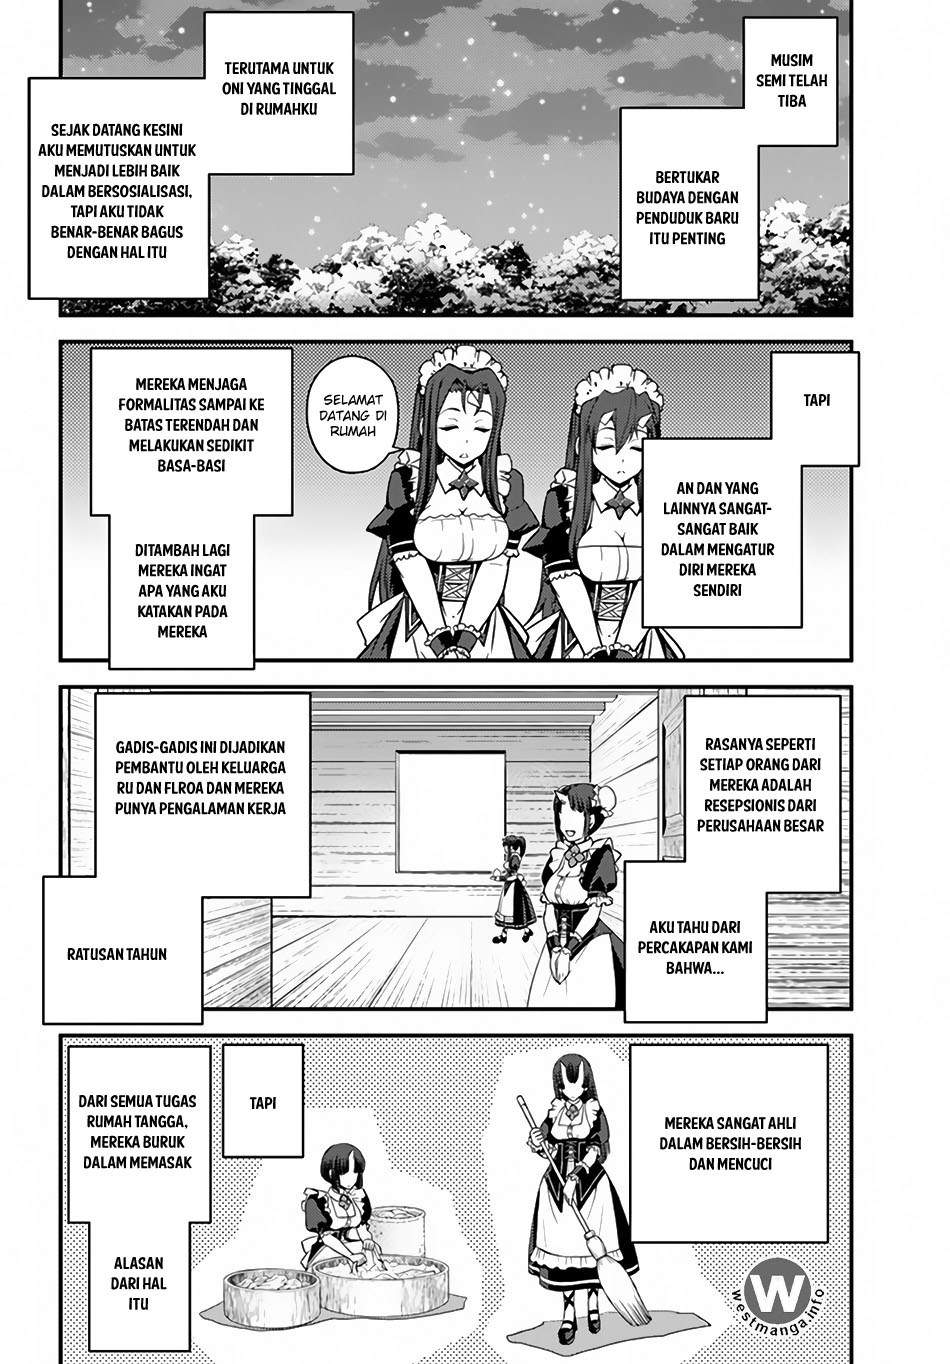 MUSIM
SEMI TELAH
TIBA
BERTUKAR
BUDAYA DENGAN
PENDUDUK BARU
ITU PENTING
TERUTAMA UNTUK
ONI YANG TINGGAL
DI RUMAHKU
SEJAK DATANG KESINI
AKU MEMUTUSKAN UNTUK
MENJADI LEBIH BAIK
DALAM BERSOSIALISASI,
TAPI AKU TIDAK
BENAR-BENAR BAGUS
DENGAN HAL ITU
TAPI
AN DAN YANG
LAINNYA SANGAT-
SANGAT BAIK
DALAM MENGATUR
DIRI MEREKA
SENDIRI
SELAMAT
DATANG DI
RUMAH
MEREKA MENJAGA
FORMALITAS SAMPAI KE
BATAS TERENDAH DAN
MELAKUKAN SEDIKIT
BASA-BASI
DITAMBAH LAGI
MEREKA INGAT
APA YANG AKU
KATAKAN PADA
MEREKA
RASANYA SEPERTI
SETIAP ORANG DARI
MEREKA ADALAH
RESEPSIONIS DARI
PERUSAHAAN BESAR
AKU TAHU DARI
PERCAKAPAN KAMI
BAHWA...
GADIS-GADIS INI DIJADIKAN
PEMBANTU OLEH KELUARGA
RU DAN FLROA DAN MEREKA
PUNYA PENGALAMAN KERJA
RATUSAN TAHUN
MEREKA SANGAT AHLI
DALAM BERSIH-BERSIH
DAN MENCUCI
TAPI
DARI SEMUA TUGAS
RUMAH TANGGA,
MEREKA BURUK
DALAM MEMASAK
ALASAN
DARI HAL
ITU
W
westmanga.info